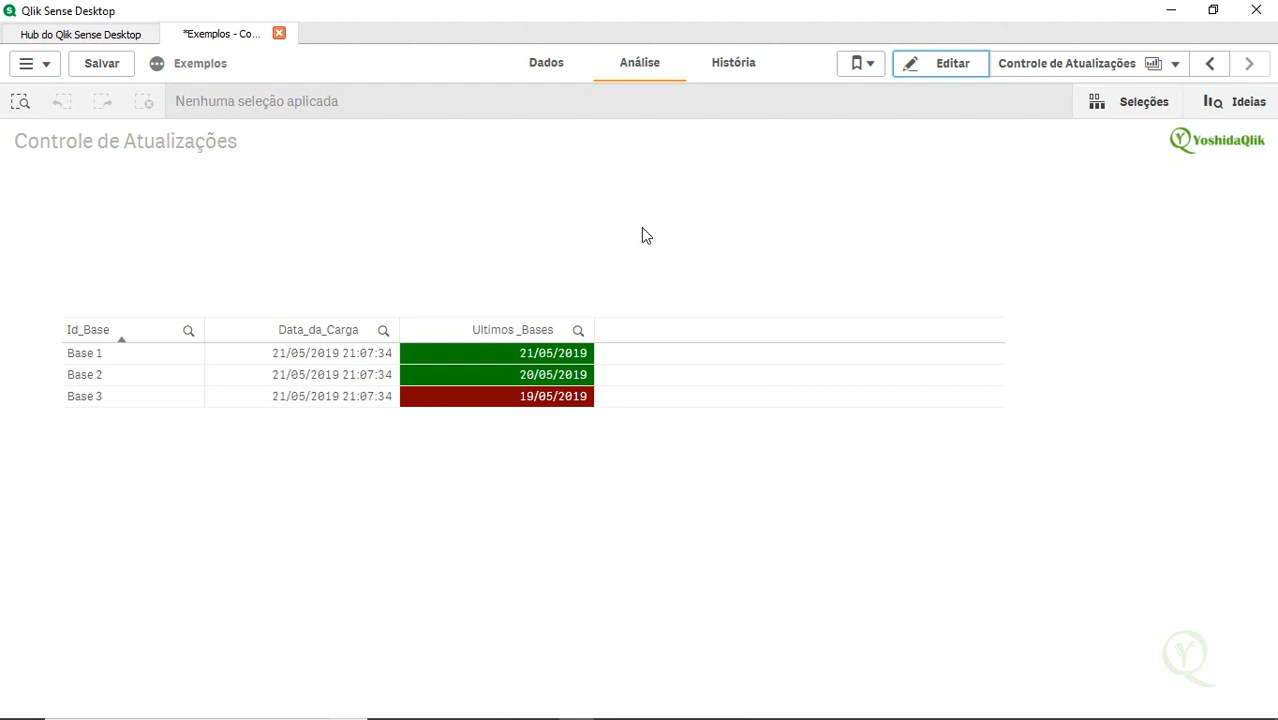 Qlik Sense Desktop
Hub do Qlik Sense Desktop
*Exemplos - Co...
Salvar
Exemplos
Dados
Análise
História
Editar
Controle de Atualizações
Nenhuma seleção aplicada
Seleções
Ideias
Controle de Atualizações
YoshidaQlik
Id_Base Data_da_Carga Ultimos _Bases
Base 1 21/05/2019 21:07:34 21/05/2019
Base 2 21/05/2019 21:07:34 20/05/2019
Base 3 21/05/2019 21:07:34 19/05/2019